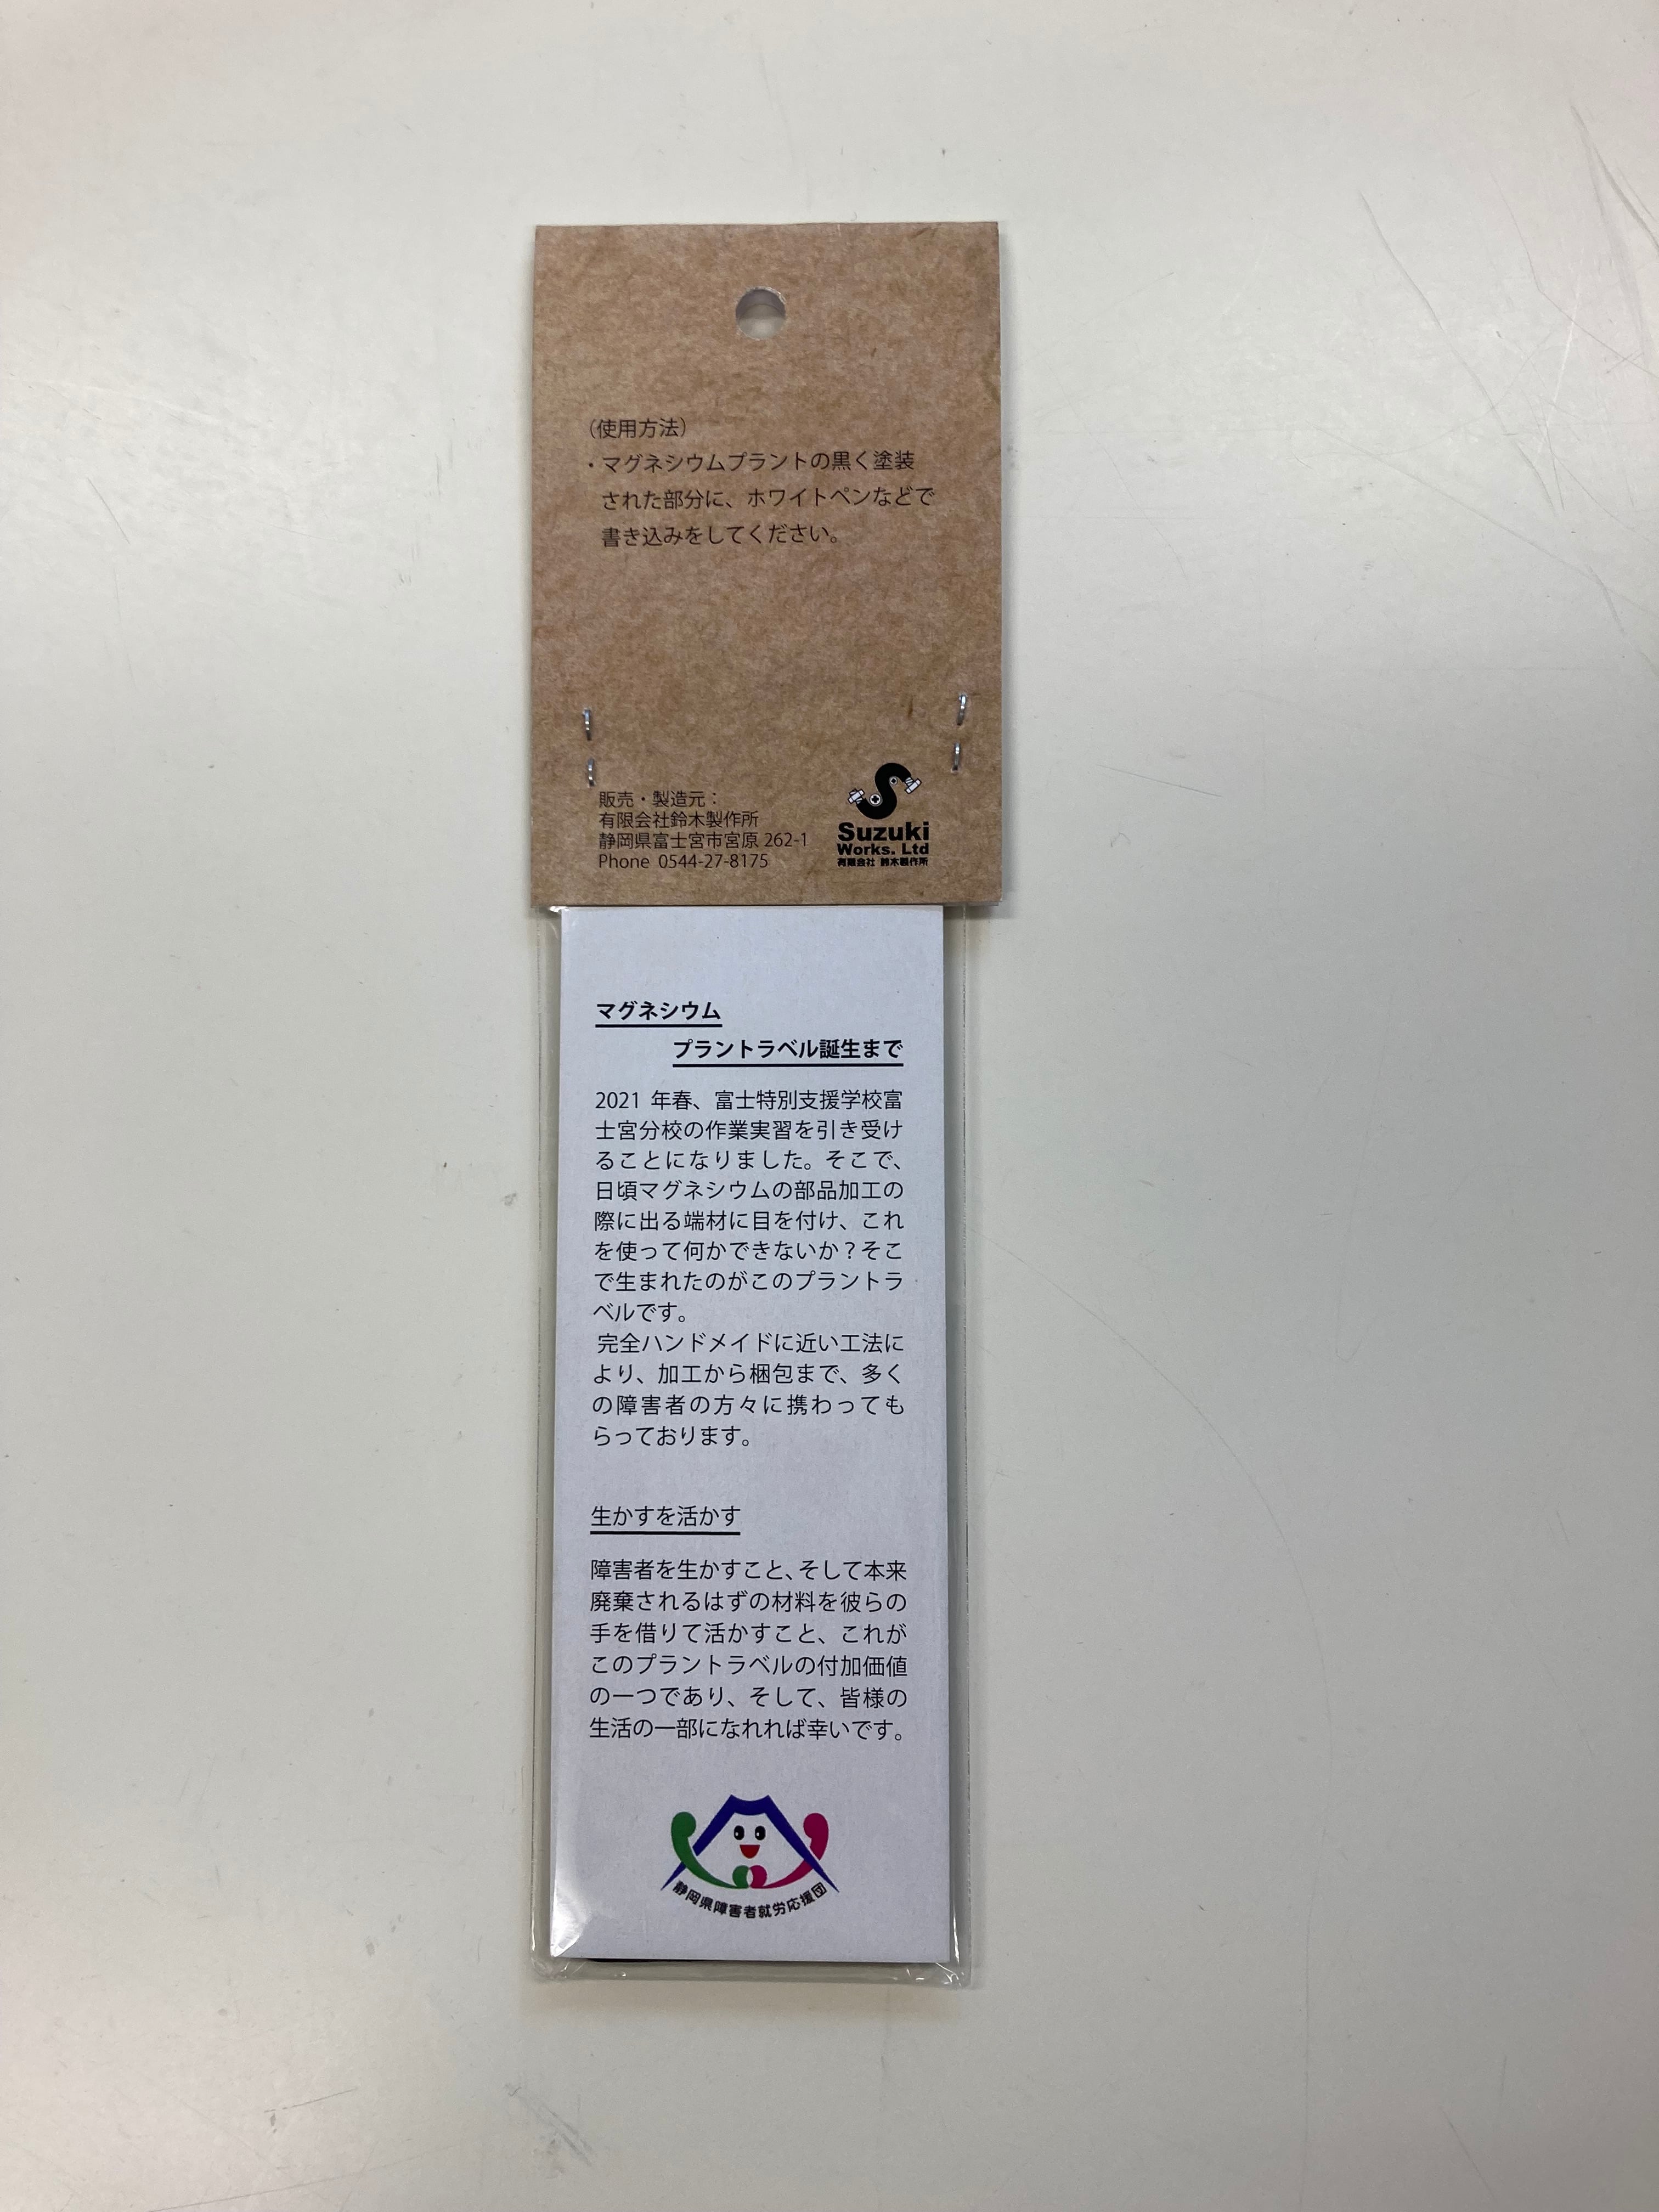 （使用方法）
・マグネシウムプラントの黒く塗装
された部分に、ホワイトペンなどで
書き込みをしてください。
販売・製造元：
有限会社鈴木製作所
静岡県富士宮市宮原 262-1
Phone 0544-27-8175
Suzuki
Works. Ltd
有限会社 鈴木製作所
マグネシウム
プラントラベル誕生まで
2021 年春、富士特別支援学校富
士宮分校の作業実習を引き受け
ることになりました。そこで、
日頃マグネシウムの部品加工の
際に出る端材に目を付け、これ
を使って何かできないか？そこ
で生まれたのがこのプラントラ
ベルです。
完全ハンドメイドに近い工法に
より、加工から梱包まで、多く
の障害者の方々に携わっても
らっております。
生かすを活かす
障害者を生かすこと、そして本来
廃棄されるはずの材料を彼らの
手を借りて活かすこと、これが
このプラントラベルの付加価値
の一つであり、そして、皆様の
生活の一部になれれば幸いです。
静岡県障害者就労応援団